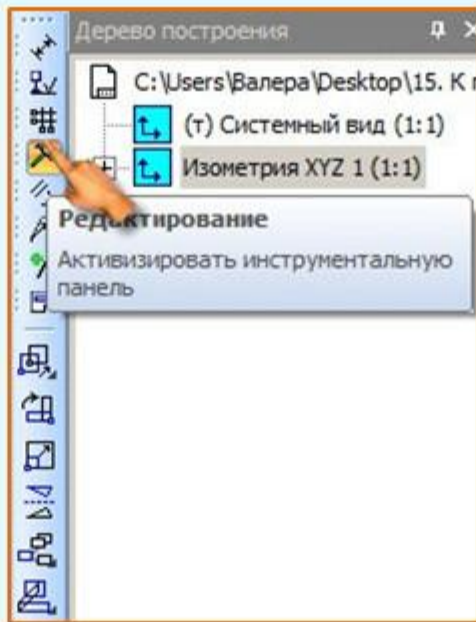 Дерево построения
C:\Users\Валера\Desktop\15. К
(т) Системный вид (1:1)
Изометрия XYZ 1 (1:1)
Редактирование
Активизировать инструментальную
панель